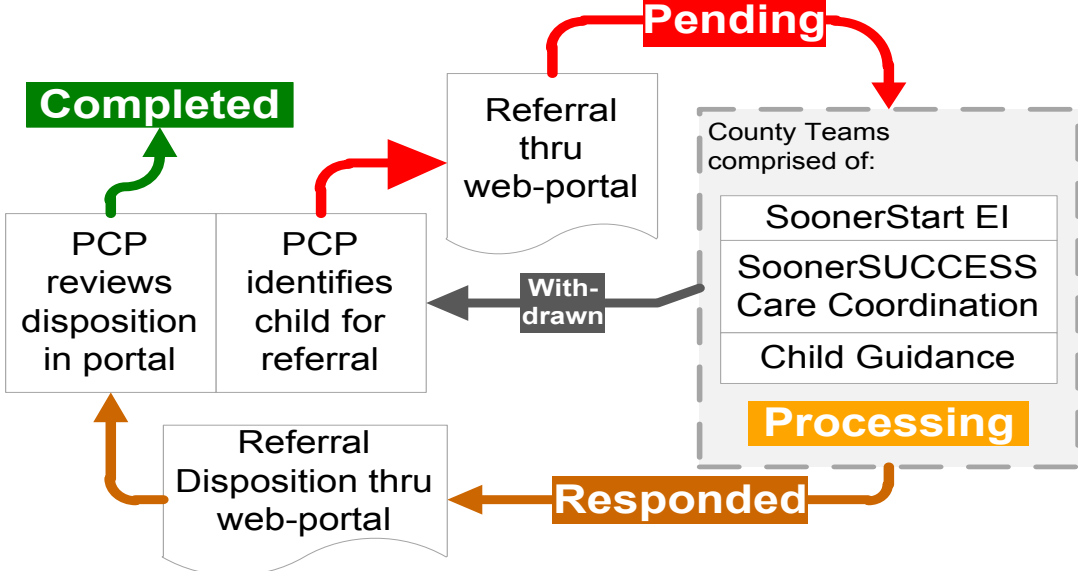 Pending
Completed
Referral
thru
web-portal
County Teams
comprised of:
SoonerStart EI
SoonerSUCCESS
Care Coordination
Child Guidance
Processing
PCP
reviews
disposition
in portal
PCP
identifies
child for
referral
With-
drawn
Referral
Disposition thru
web-portal
Responded